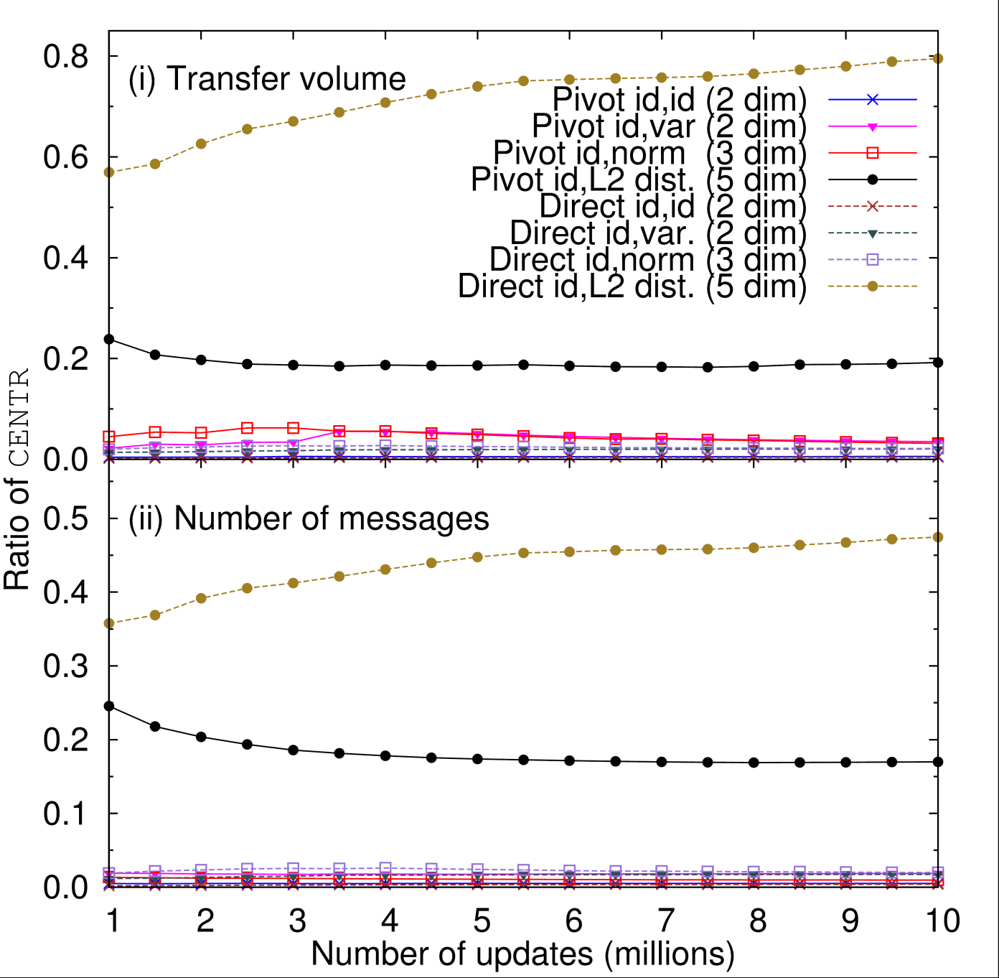 0.8
(i) Transfer volume
Pivot id,id (2 dim)
Pivot id,var (2 dim)
0.6
Pivot id,norm (3 dim)
Pivot id,L2 dist. (5 dim)
Direct id,id (2 dim)
Direct id,var. (2 dim)
0.4
Direct id,norm (3 dim)
Direct id,L2 dist. (5 dim)
0.2
0.0
Ratio of CENTR
0.5
(ii) Number of messages
0.4
0.3
0.2
0.1
0.0
1 2 3 4 5 6 7 8 9 10
Number of updates (millions)